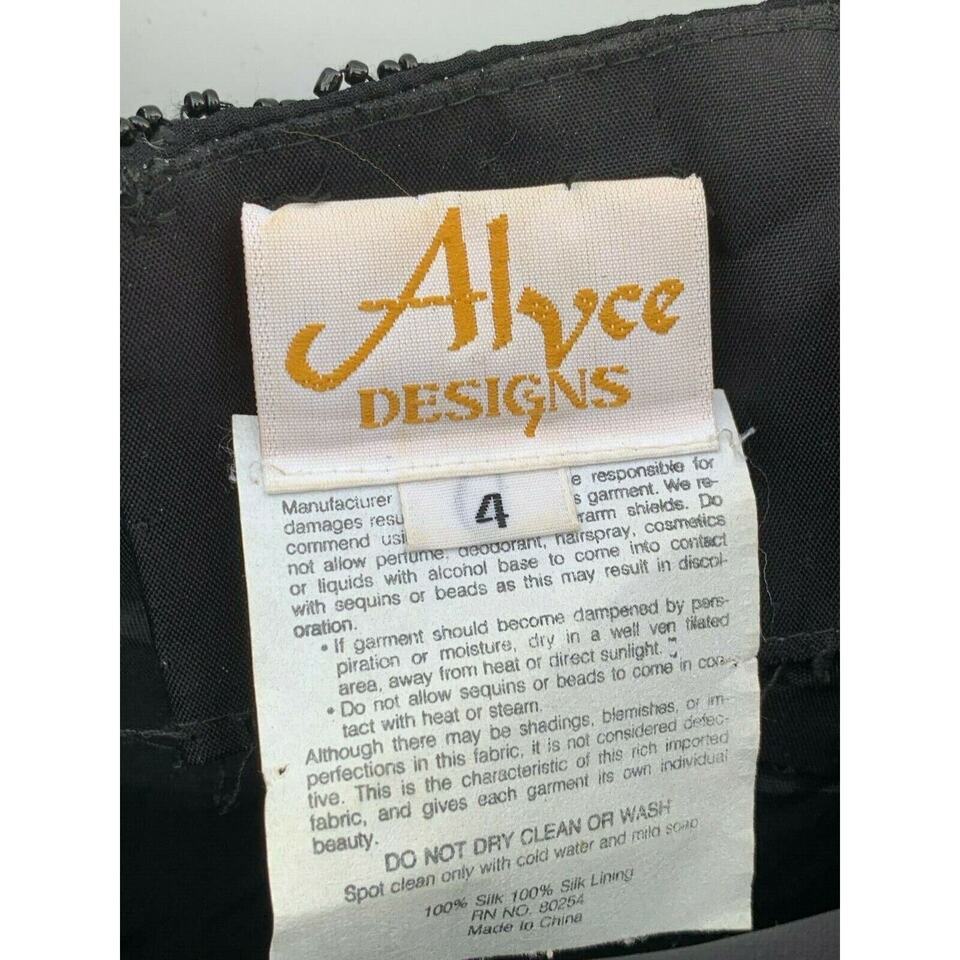 Alyce
DESIGNS
4
Manufacturer e responsible for
damages resu s garment. We re-
commend usi rarm shields. Do
not allow perfume, deodorant, hairspray, cosmetics
or liquids with alcohol base to come into contact
with sequins or beads as this may result in discol-
oration.
• If garment should become dampened by pers-
piration or moisture, dry in a well ven tilated
area, away from heat or direct sunlight.
• Do not allow sequins or beads to come in con-
tact with heat or steam.
Although there may be shadings, blemishes, or im-
perfections in this fabric, it is not considered defec-
tive. This is the characteristic of this rich imported
fabric, and gives each garment its own individual
beauty.
DO NOT DRY CLEAN OR WASH
Spot clean only with cold water and mild soap
100% Silk 100% Silk Lining
RN NO. 80254
Made In China